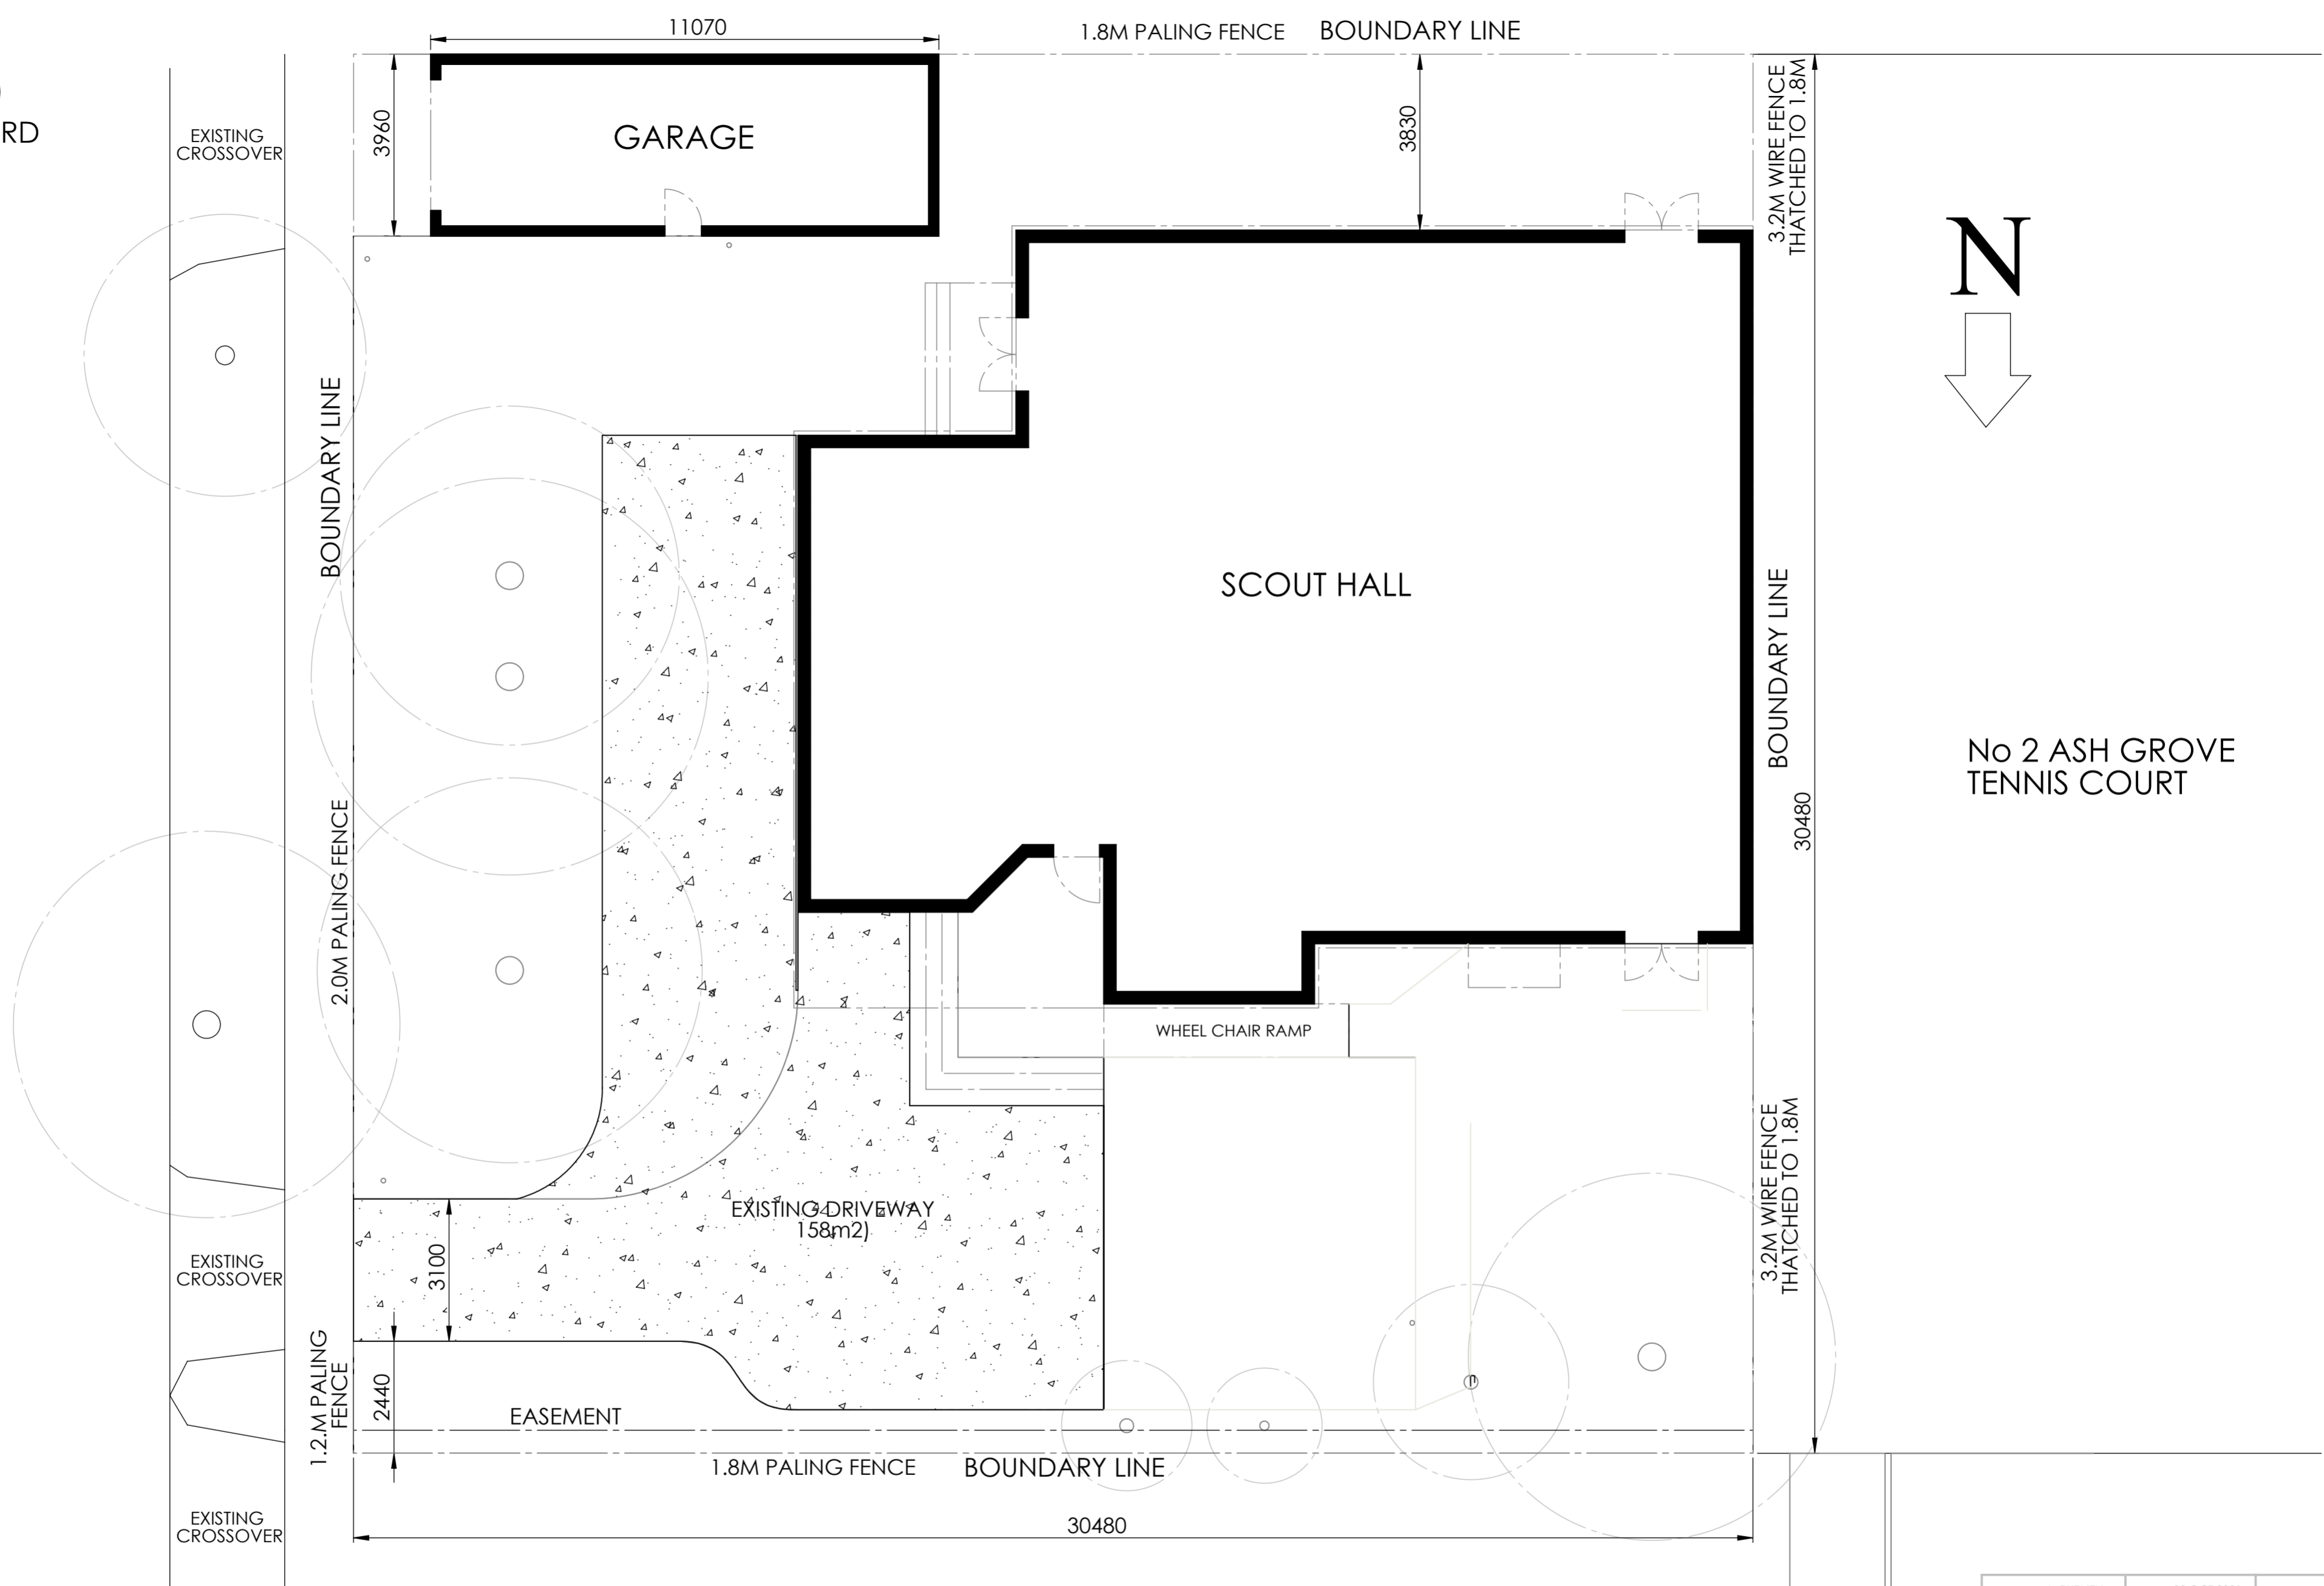 11070
1.8M PALING FENCE BOUNDARY LINE
RD
EXISTING
CROSSOVER
3960
GARAGE
3830
3.2M WIRE FENCE
THATCHED TO 1.8M
N
BOUNDARY LINE
SCOUT HALL
BOUNDARY LINE
No 2 ASH GROVE
TENNIS COURT
30480
2.0M PALING FENCE
WHEEL CHAIR RAMP
3.2M WIRE FENCE
THATCHED TO 1.8M
EXISTING DRIVEWAY
158m2)
EXISTING
CROSSOVER
3100
1.2.M PALING
FENCE
2440
EASEMENT
1.8M PALING FENCE BOUNDARY LINE
EXISTING
CROSSOVER
30480